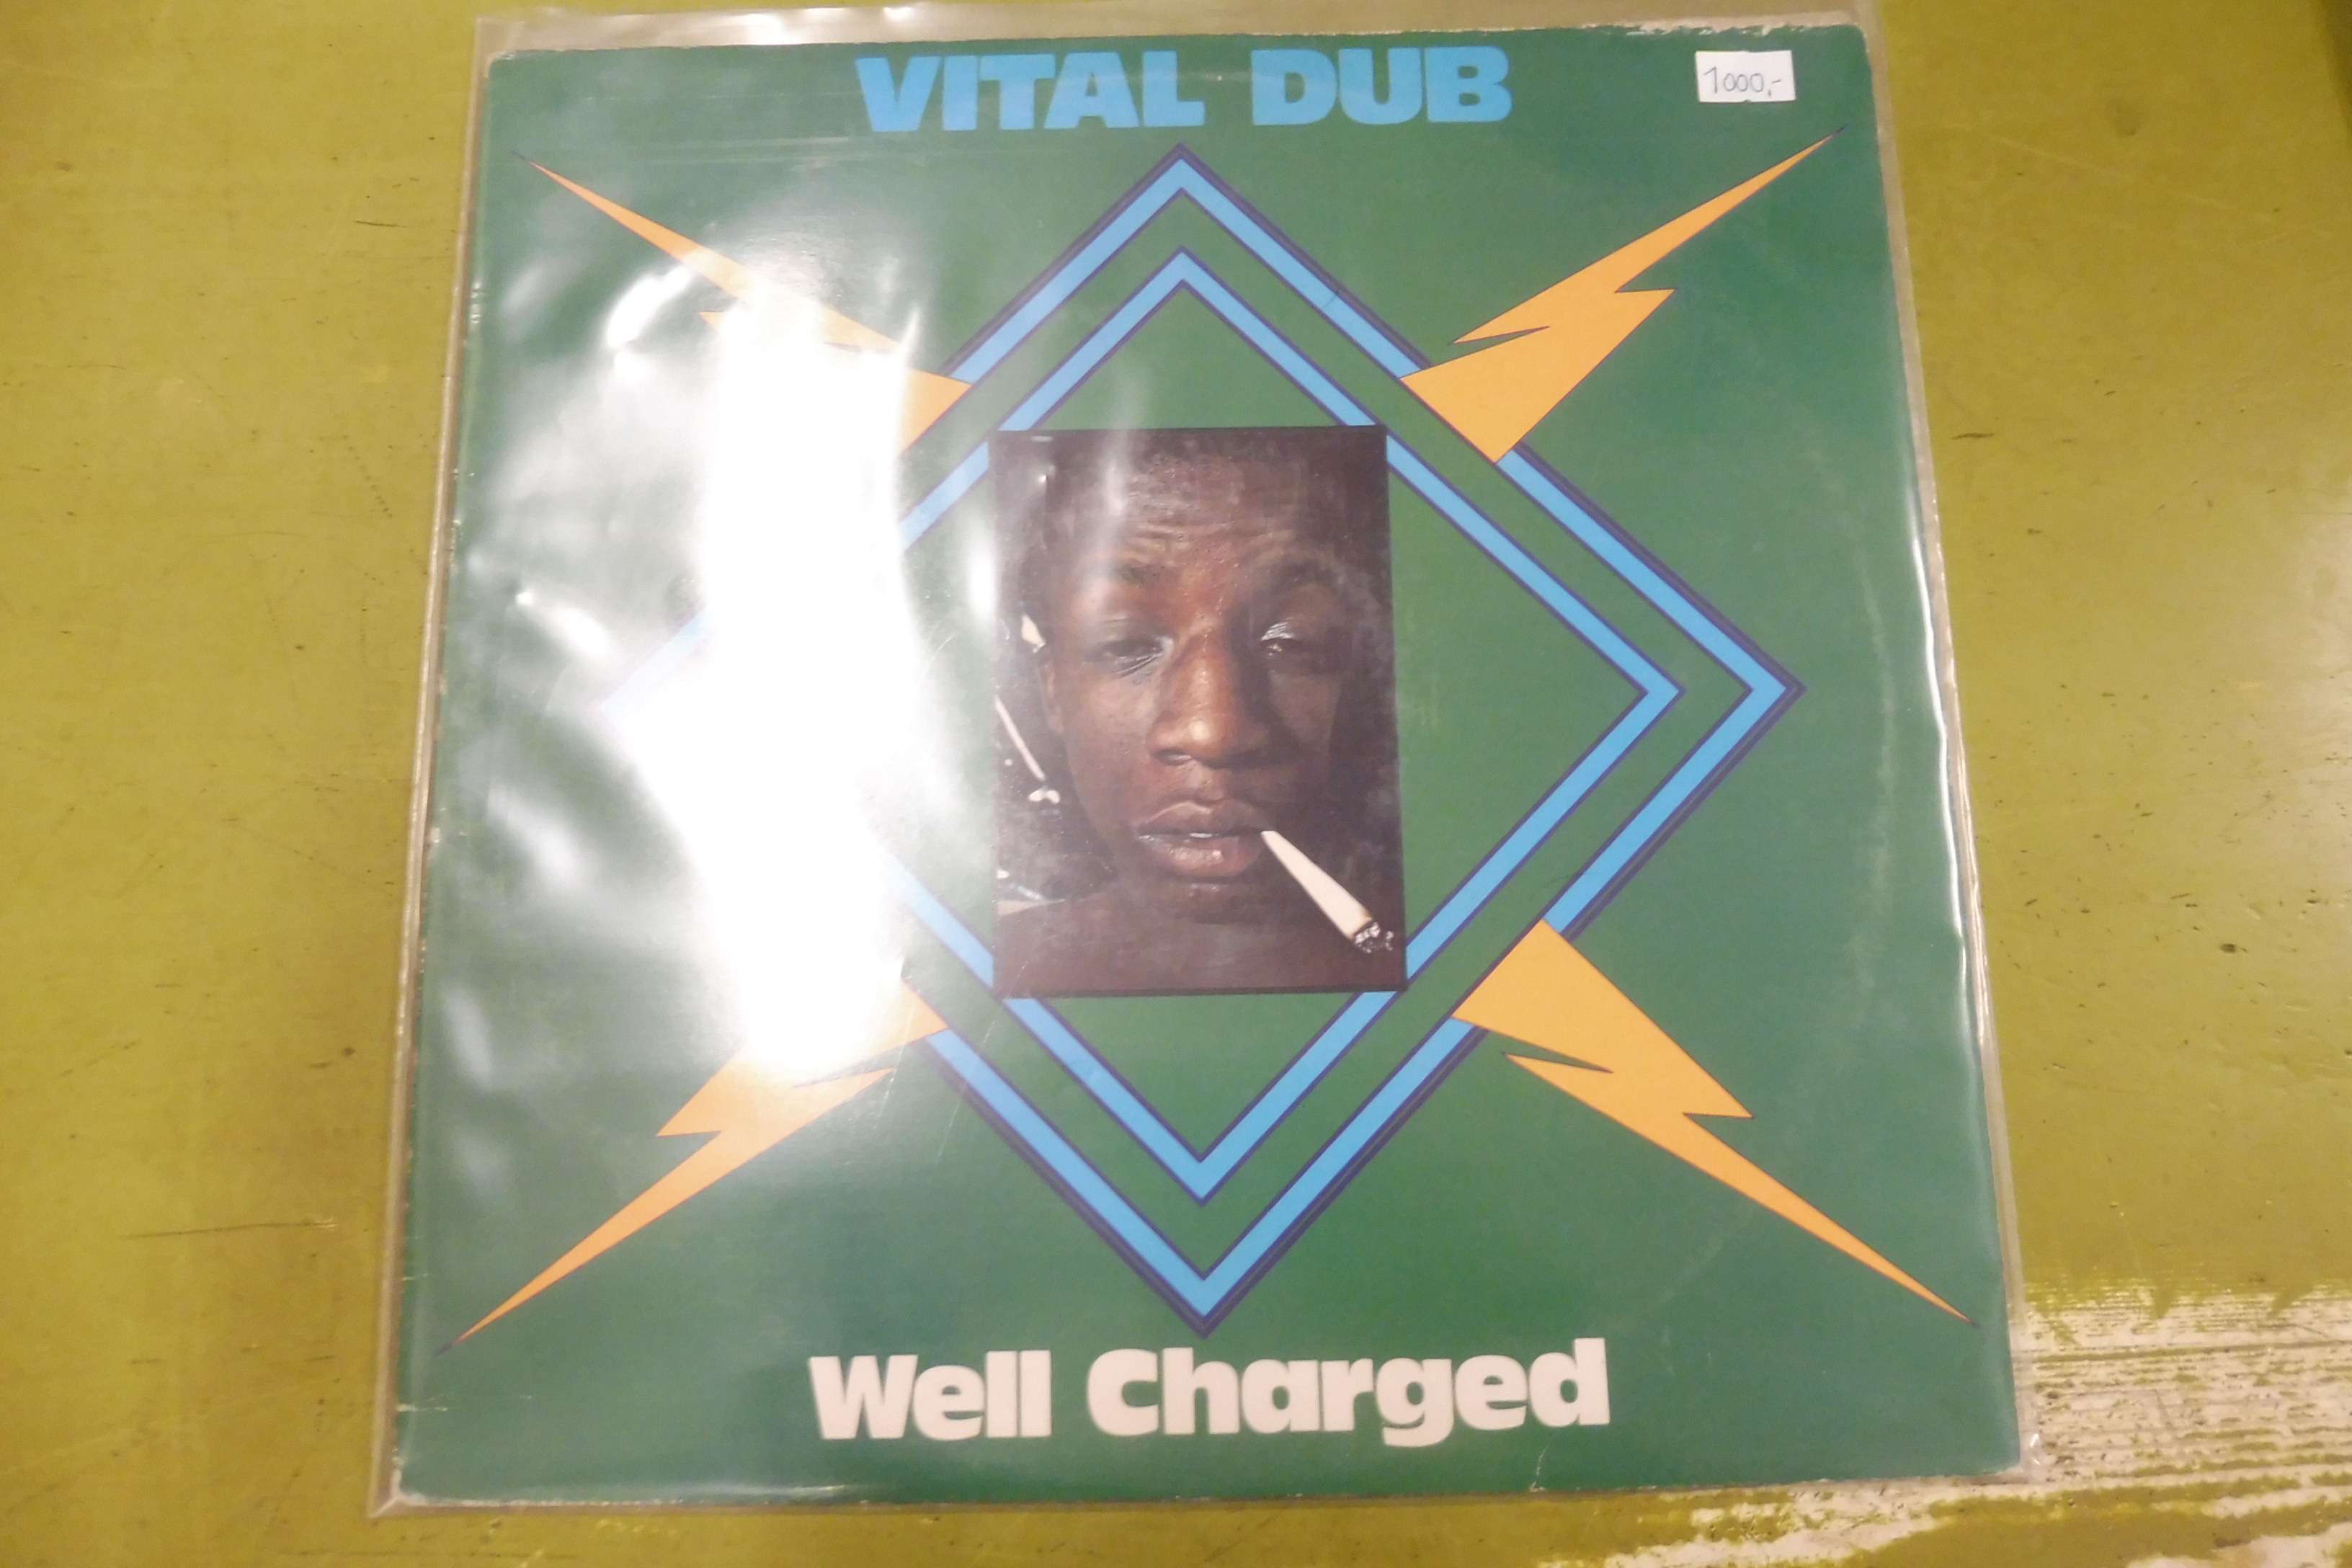 VITAL DUB
1000,-
Well Charged